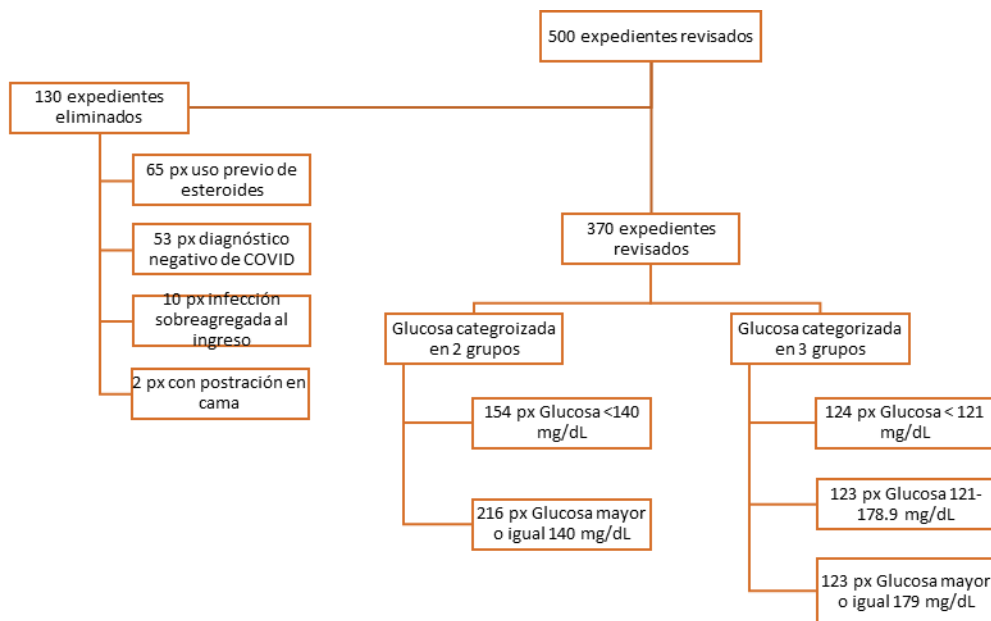 500 expedientes revisados
130 expedientes
eliminados
65 px uso previo de
esteroides
53 px diagnóstico
negativo de COVID
10 px infección
sobreagregada al
ingreso
2 px con postración en
cama
370 expedientes
revisados
Glucosa categroizada
en 2 grupos
154 px Glucosa <140
mg/dL
216 px Glucosa mayor
o igual 140 mg/dL
Glucosa categorizada
en 3 grupos
124 px Glucosa < 121
mg/dL
123 px Glucosa 121-
178.9 mg/dL
123 px Glucosa mayor
o igual 179 mg/dL